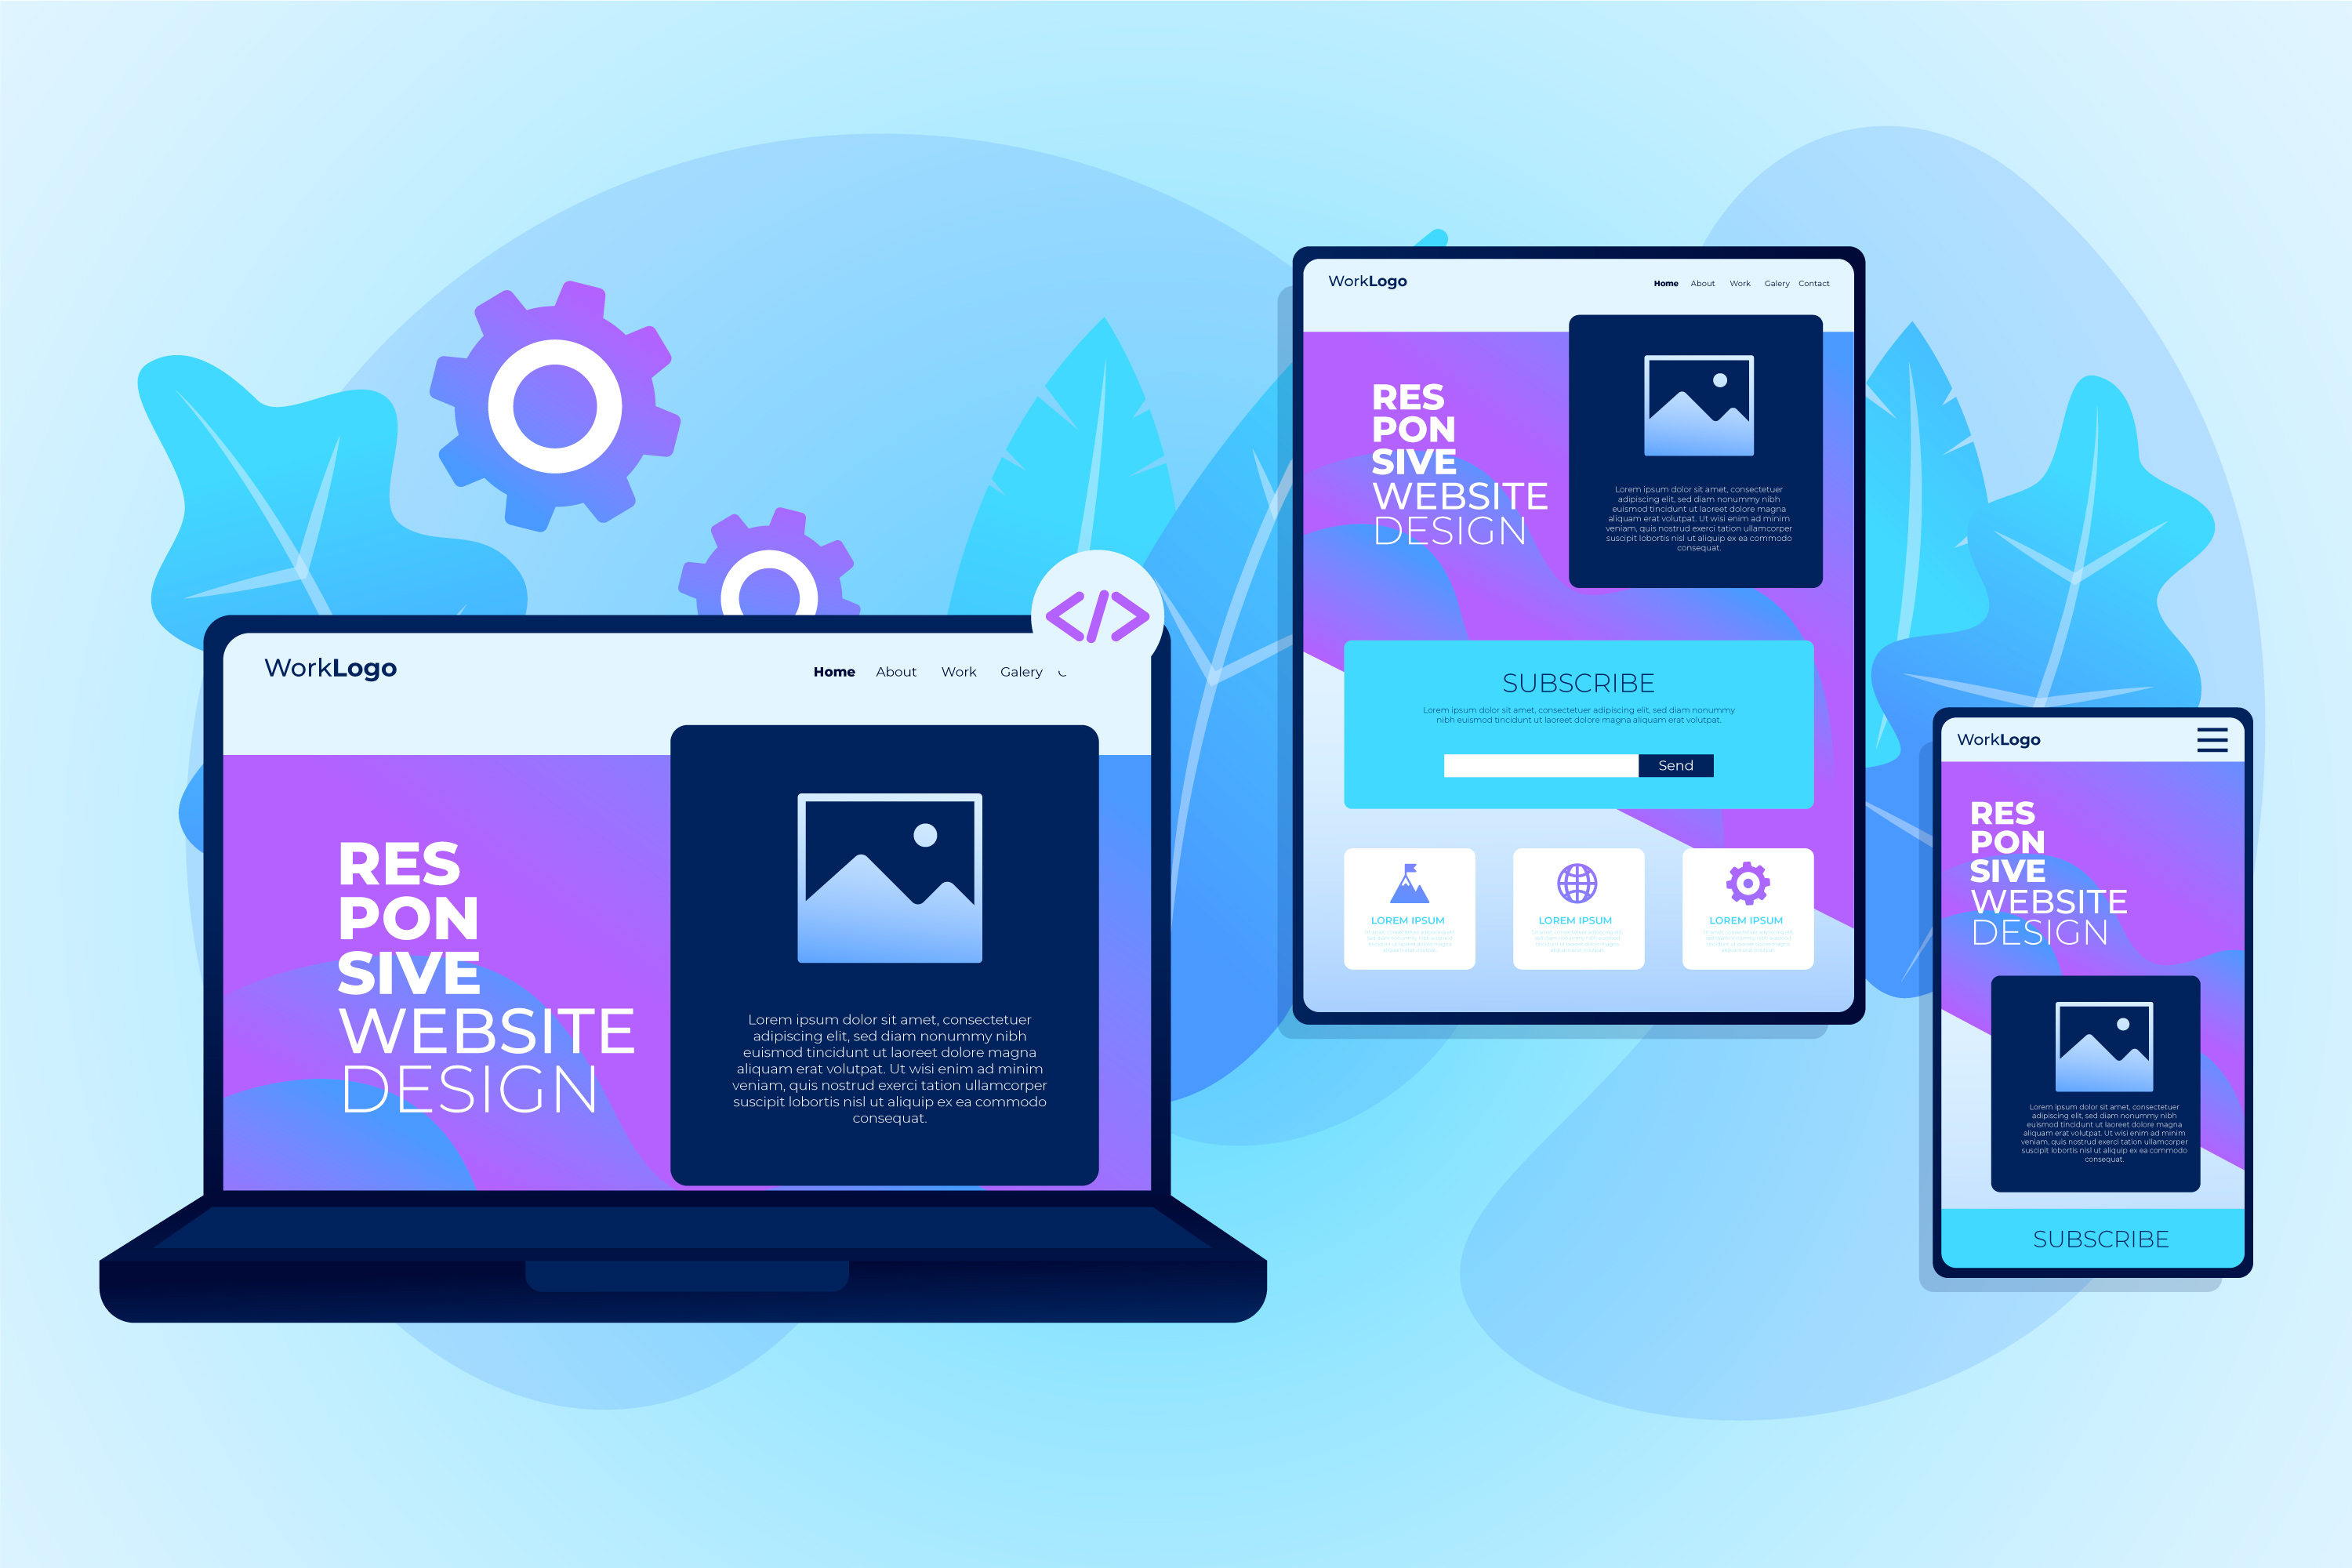 WorkLogo
Home About Work Galery
</>
RES
PON
SIVE
WEBSITE
DESIGN
Lorem ipsum dolor sit amet, consectetuer
adipiscing elit, sed diam nonummy nibh
euismod tincidunt ut laoreet dolore magna
aliquam erat volutpat. Ut wisi enim ad minim
veniam, quis nostrud exerci tation ullamcorper
suscipit lobortis nisl ut aliquip ex ea commodo
consequat.
WorkLogo
Home About Work Galery Contact
RES
PON
SIVE
WEBSITE
DESIGN
Lorem ipsum dolor sit amet, consectetuer
adipiscing elit, sed diam nonummy nibh
euismod tincidunt ut laoreet dolore magna
aliquam erat volutpat. Ut wisi enim ad minim
veniam, quis nostrud exerci tation ullamcorper
suscipit lobortis nisl ut aliquip ex ea commodo
consequat.
SUBSCRIBE
Lorem ipsum dolor sit amet, consectetuer adipiscing elit, sed diam nonummy
nibh euismod tincidunt ut laoreet dolore magna aliquam erat volutpat.
Send
LOREM IPSUM
LOREM IPSUM
LOREM IPSUM
WorkLogo
RES
PON
SIVE
WEBSITE
DESIGN
Lorem ipsum dolor sit amet, consectetuer
adipiscing elit, sed diam nonummy nibh
euismod tincidunt ut laoreet dolore magna
aliquam erat volutpat. Ut wisi enim ad minim
veniam, quis nostrud exerci tation ullamcorper
suscipit lobortis nisl ut aliquip ex ea commodo
consequat.
SUBSCRIBE